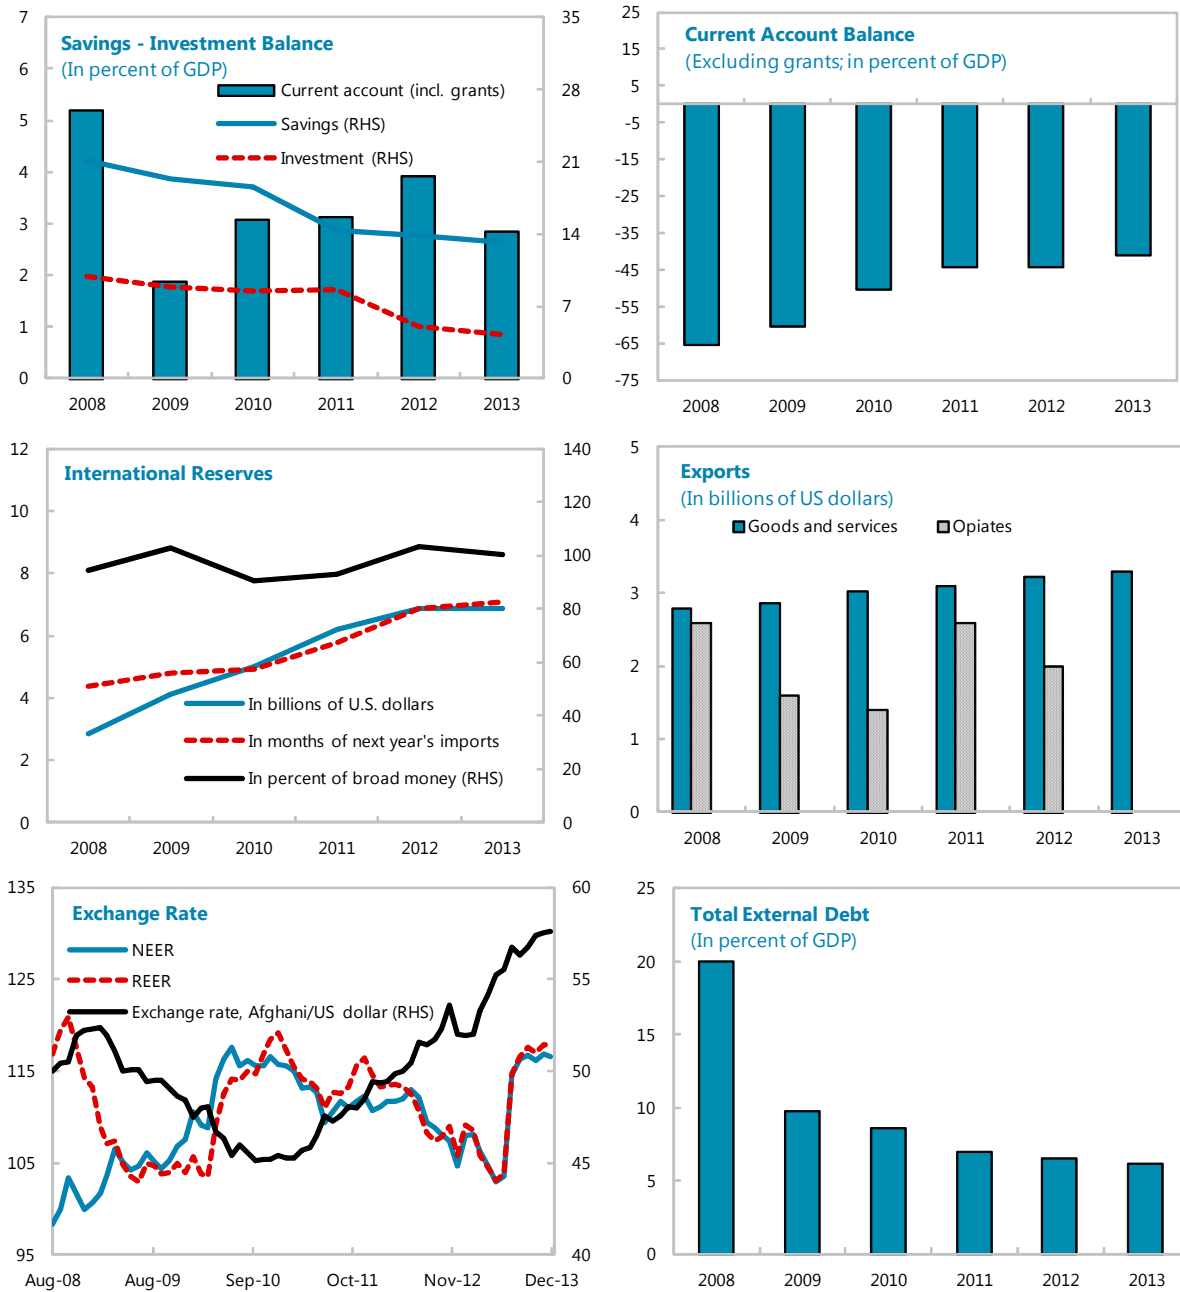 Savings - Investment Balance
(In percent of GDP)
Current account (incl. grants)
Savings (RHS)
Investment (RHS)
7
6
5
4
3
2
1
0
35
28
21
14
7
0
2008 2009 2010 2011 2012 2013
Current Account Balance
(Excluding grants; in percent of GDP)
25
15
5
-5
-15
-25
-35
-45
-55
-65
-75
2008 2009 2010 2011 2012 2013
International Reserves
In billions of U.S. dollars
In months of next year's imports
In percent of broad money (RHS)
12
10
8
6
4
2
0
140
120
100
80
60
40
20
0
2008 2009 2010 2011 2012 2013
Exports
(In billions of US dollars)
Goods and services Opiates
5
4
3
2
1
0
2008 2009 2010 2011 2012 2013
Exchange Rate
NEER
REER
Exchange rate, Afghani/US dollar (RHS)
135
125
115
105
95
60
55
50
45
40
Aug-08 Aug-09 Sep-10 Oct-11 Nov-12 Dec-13
Total External Debt
(In percent of GDP)
25
20
15
10
5
0
2008 2009 2010 2011 2012 2013